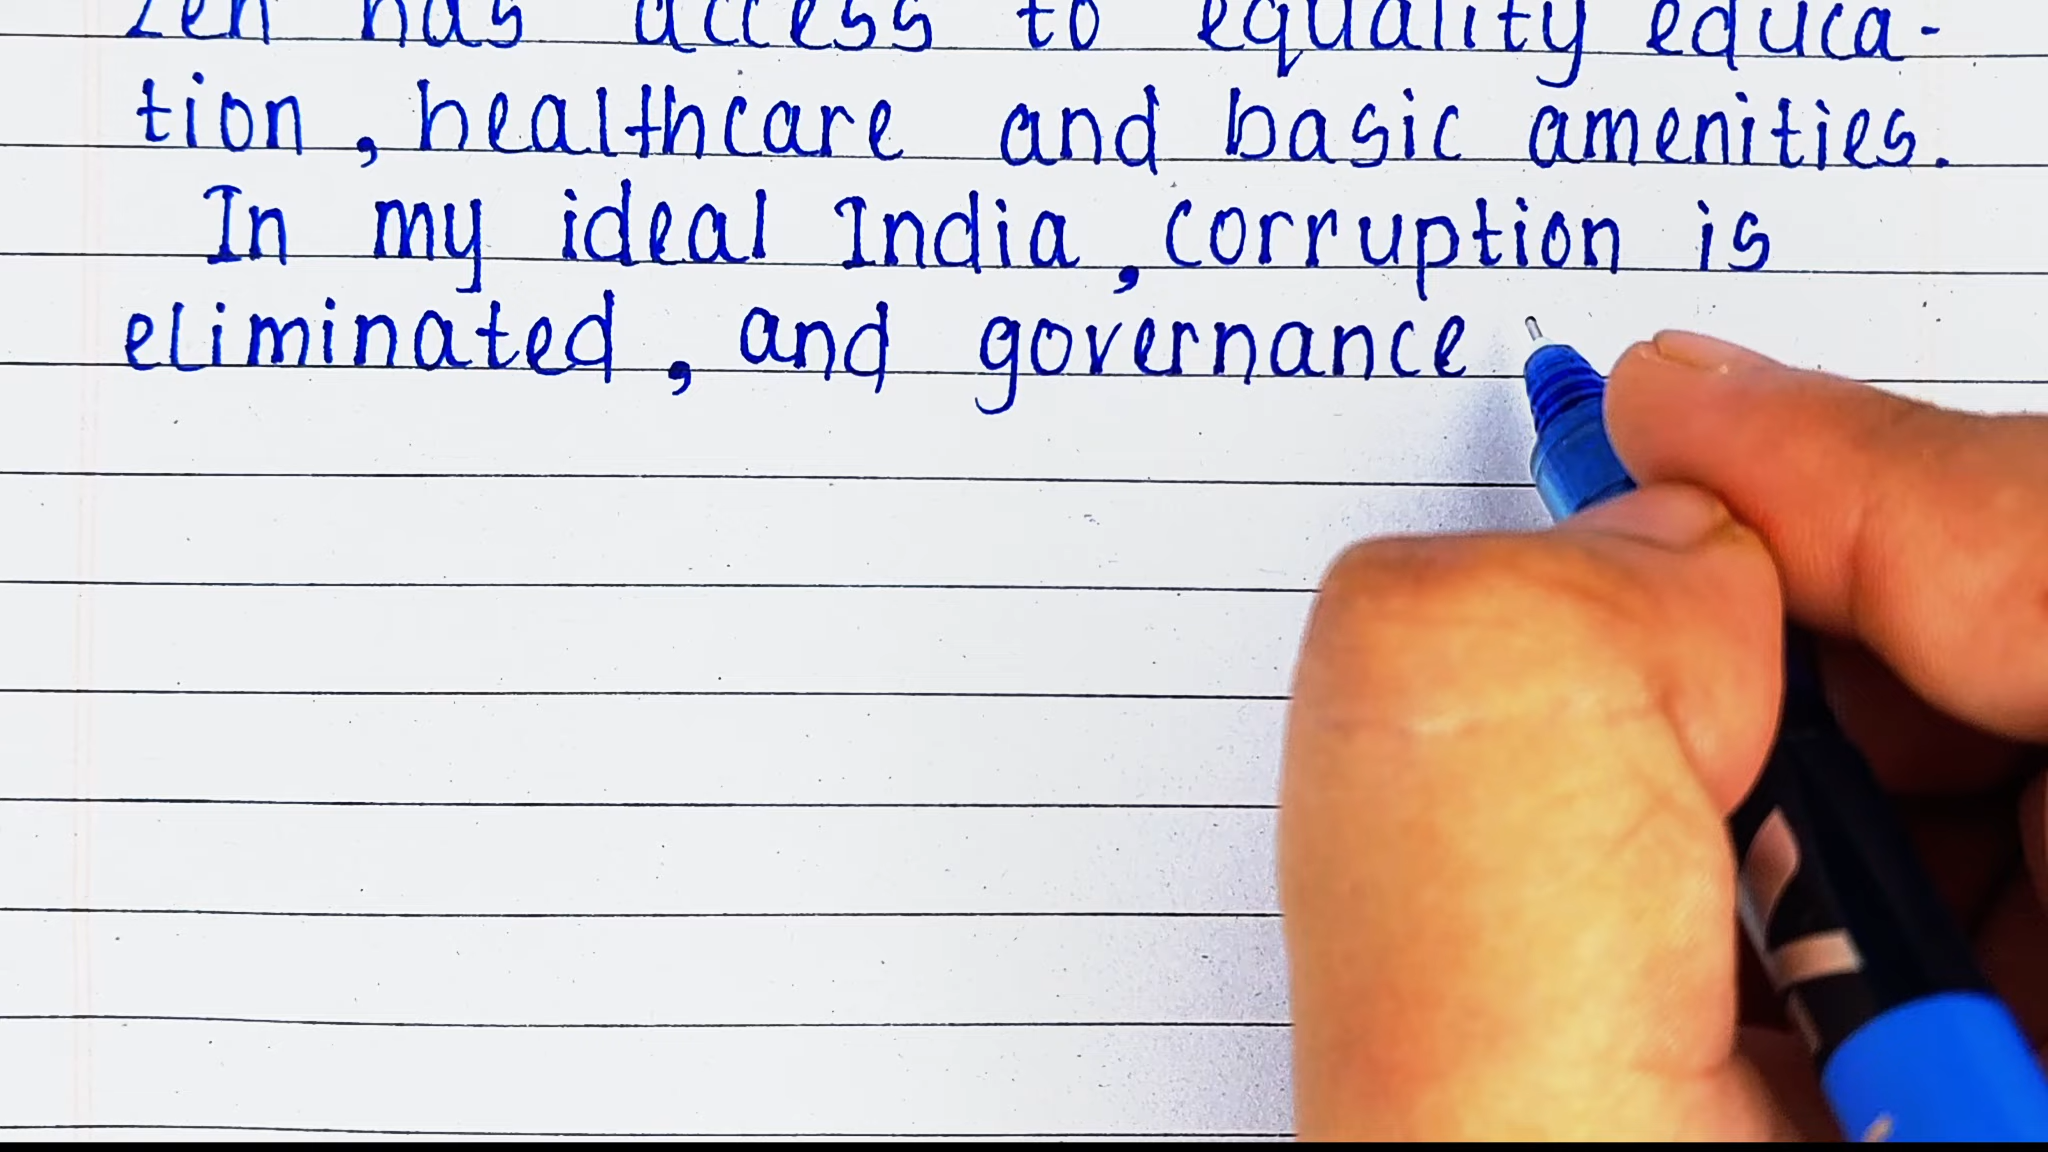 zen has access to equality educa-
tion, healthcare and basic amenities.
In my ideal India, corruption is
eliminated, and governance